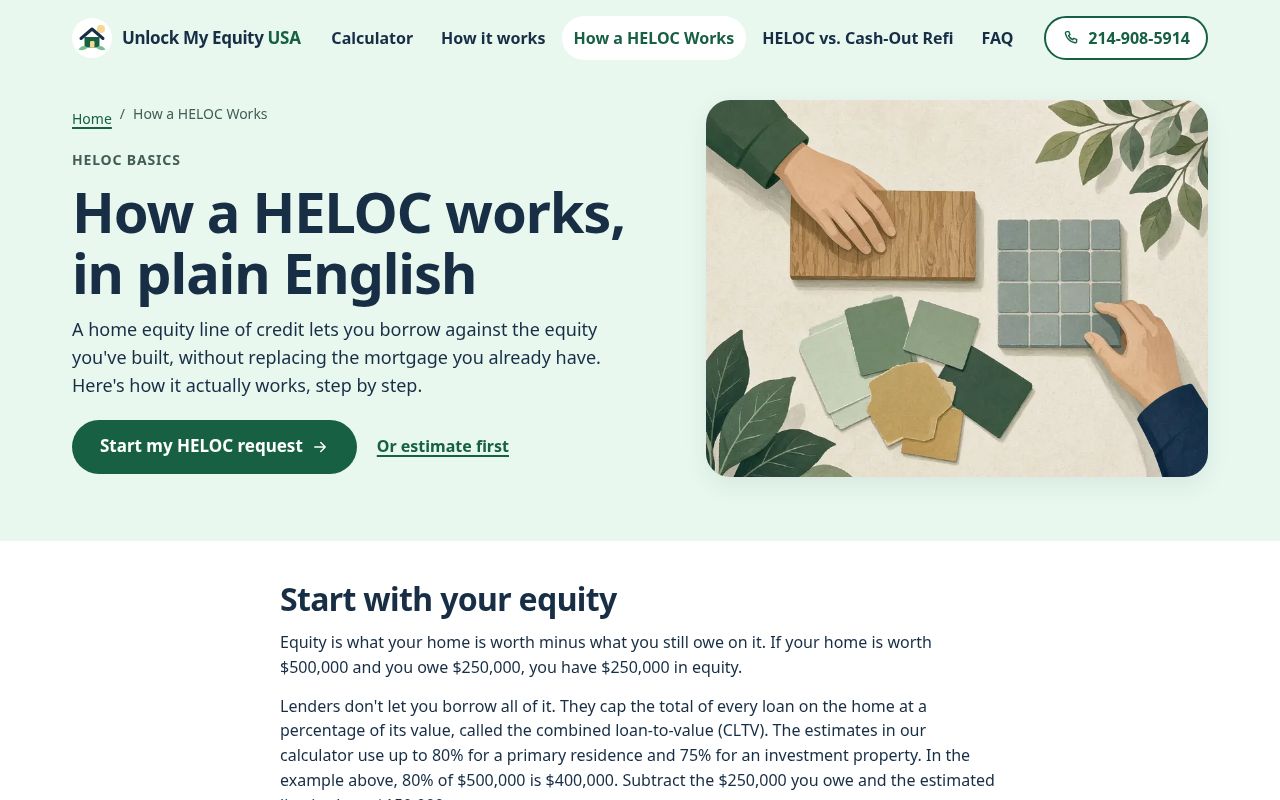 Unlock My Equity USA
Calculator
How it works
How a HELOC Works
HELOC vs. Cash-Out Refi
FAQ
214-908-5914
Home / How a HELOC Works
HELOC BASICS
How a HELOC works,
in plain English
A home equity line of credit lets you borrow against the equity
you've built, without replacing the mortgage you already have.
Here's how it actually works, step by step.
Start my HELOC request →
Or estimate first
Start with your equity
Equity is what your home is worth minus what you still owe on it. If your home is worth
$500,000 and you owe $250,000, you have $250,000 in equity.
Lenders don't let you borrow all of it. They cap the total of every loan on the home at a
percentage of its value, called the combined loan-to-value (CLTV). The estimates in our
calculator use up to 80% for a primary residence and 75% for an investment property. In the
example above, 80% of $500,000 is $400,000. Subtract the $250,000 you owe and the estimated